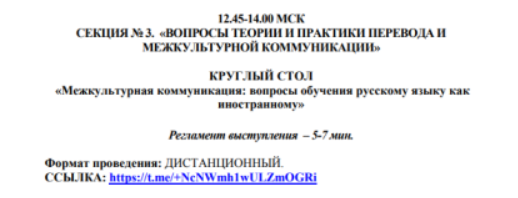 12.45-14.00 МСК
СЕКЦИЯ № 3. «ВОПРОСЫ ТЕОРИИ И ПРАКТИКИ ПЕРЕВОДА И
МЕЖКУЛЬТУРНОЙ КОММУНИКАЦИИ»
КРУГЛЫЙ СТОЛ
«Межкультурная коммуникация: вопросы обучения русскому языку как
иностранному»
Регламент выступления – 5-7 мин.
Формат проведения: ДИСТАНЦИОННЫЙ.
ССЫЛКА: https://t.me/+NcNWmh1wULZmOGRi